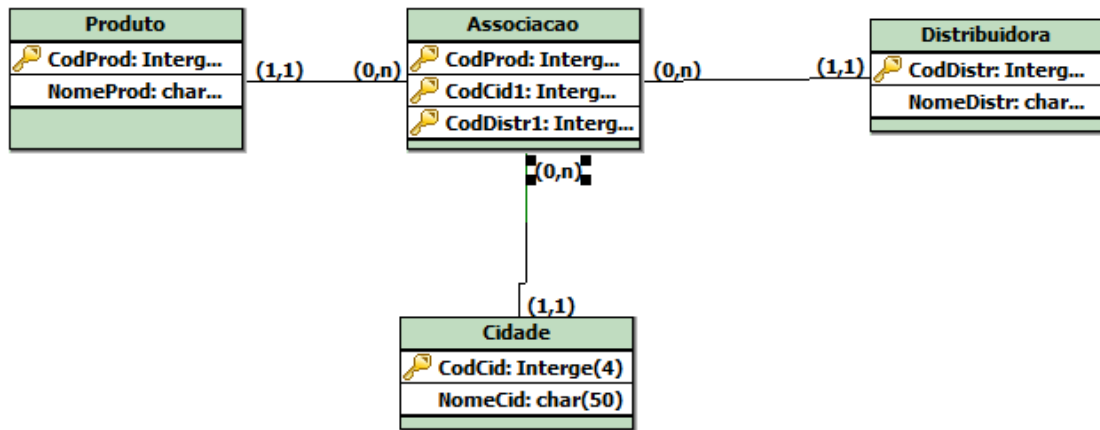 Produto
CodProd: Interg...
NomeProd: char...
(1,1)
(0,n)
Associacao
CodProd: Interg...
CodCid1: Interg...
CodDistr1: Interg...
(0,n)
(1,1)
Distribuidora
CodDistr: Interg...
NomeDistr: char...
(0,n)
(1,1)
Cidade
CodCid: Interge(4)
NomeCid: char(50)